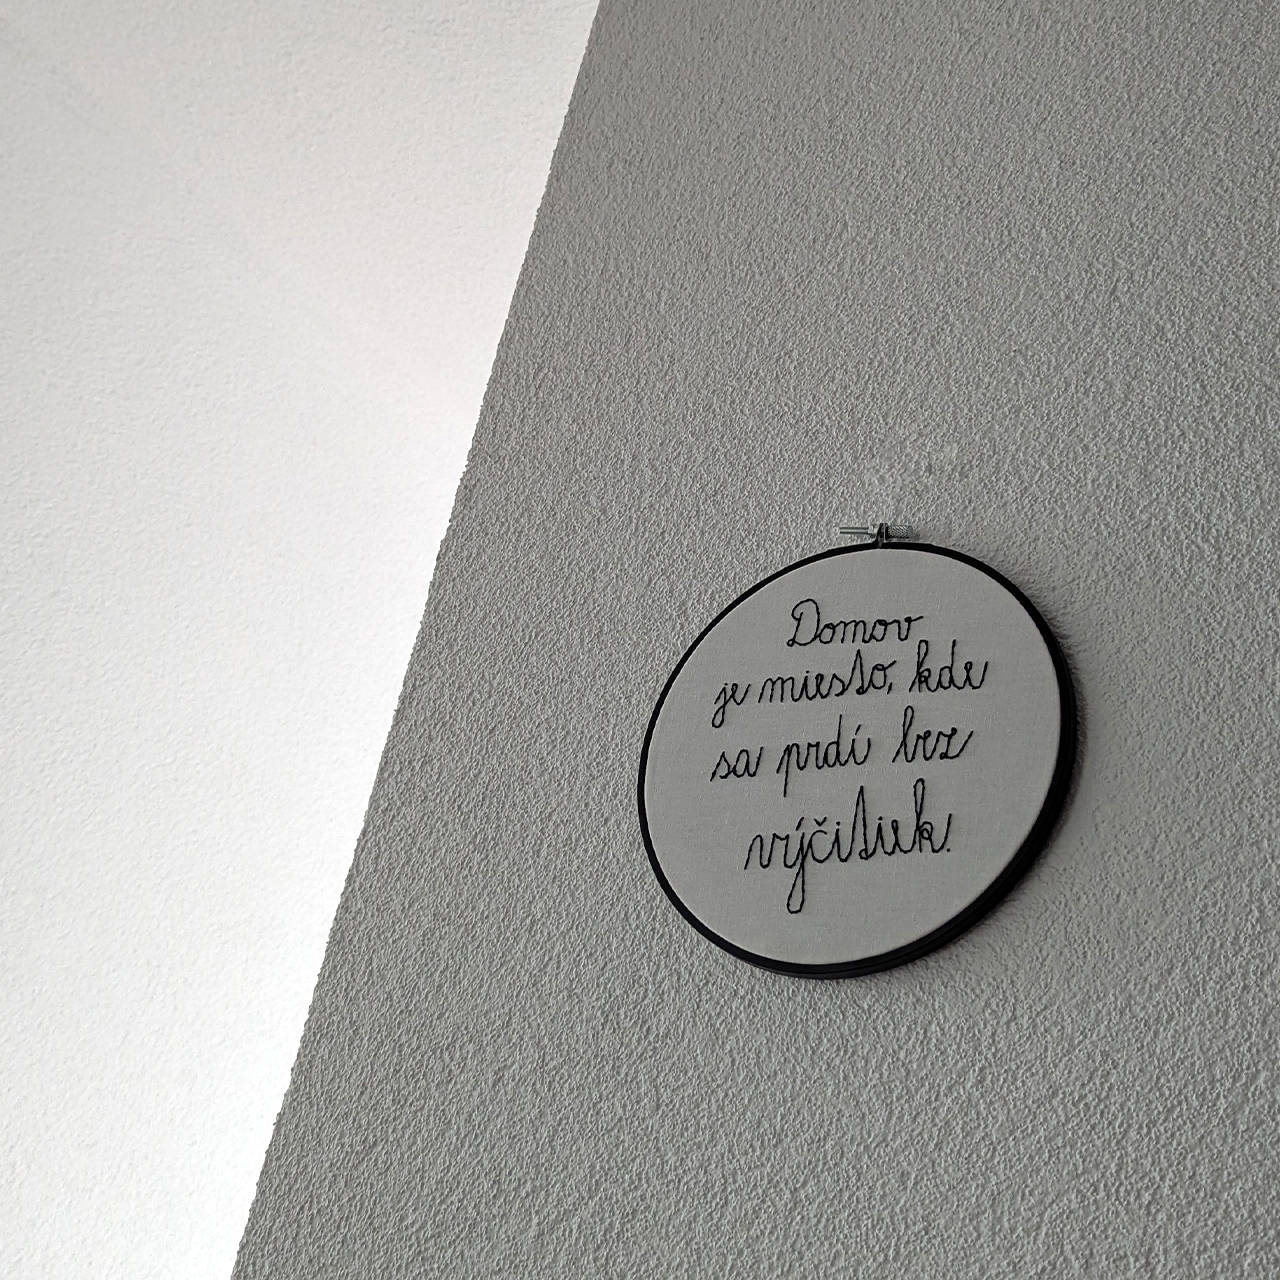 Domov
je miesto, kde
sa prdí bez
výčitiek.